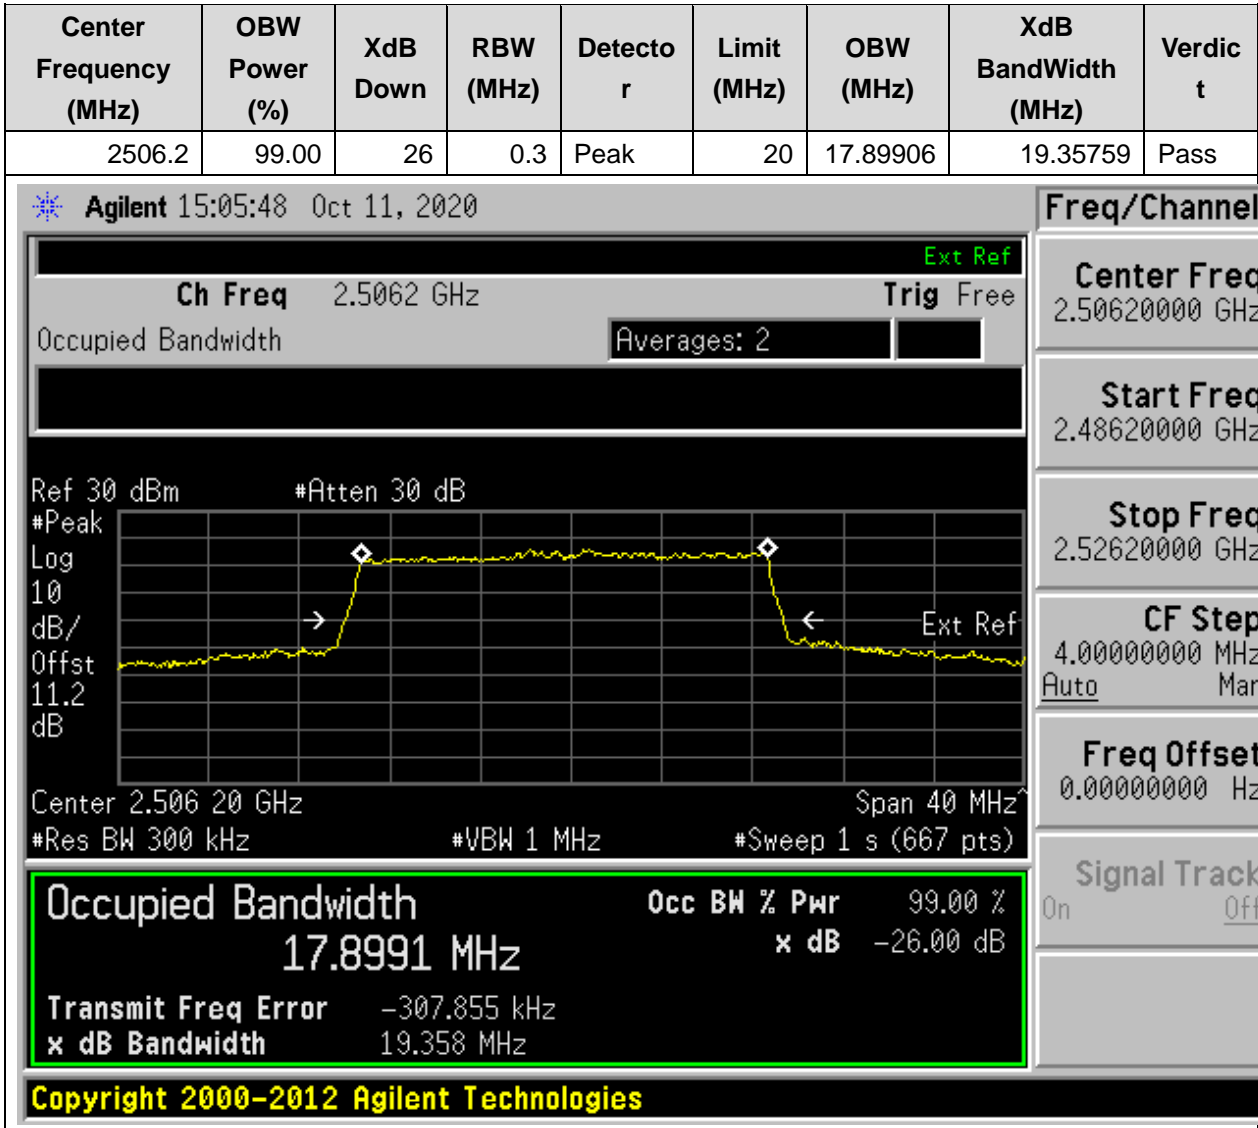 Center Frequency (MHz) OBW Power (%) XdB Down RBW (MHz) Detecto r Limit (MHz) OBW (MHz) XdB BandWidth (MHz) Verdic t
2506.2 99.00 26 0.3 Peak 20 17.89906 19.35759 Pass
Agilent 15:05:48 Oct 11, 2020
Freq/Channel
Ext Ref
Ch Freq 2.5062 GHz Trig Free
Occupied Bandwidth Averages: 2
Ref 30 dBm #Atten 30 dB
#Peak
Log
10
dB/
Offst
11.2
dB
Ext Ref
Center 2.506 20 GHz Span 40 MHz^
#Res BW 300 kHz #VBW 1 MHz #Sweep 1 s (667 pts)
Occupied Bandwidth
17.8991 MHz
Occ BW % Pwr 99.00 %
x dB -26.00 dB
Transmit Freq Error -307.855 kHz
x dB Bandwidth 19.358 MHz
Center Freq
2.50620000 GHz
Start Freq
2.48620000 GHz
Stop Freq
2.52620000 GHz
CF Step
4.00000000 MHz
Auto Man
Freq Offset
0.00000000 Hz
Signal Track
On Off
Copyright 2000-2012 Agilent Technologies